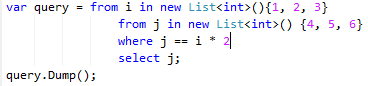 var query = from i in new List<int>(){1, 2, 3}
from j in new List<int>() {4, 5, 6}
where j == i * 2
select j;
query.Dump();